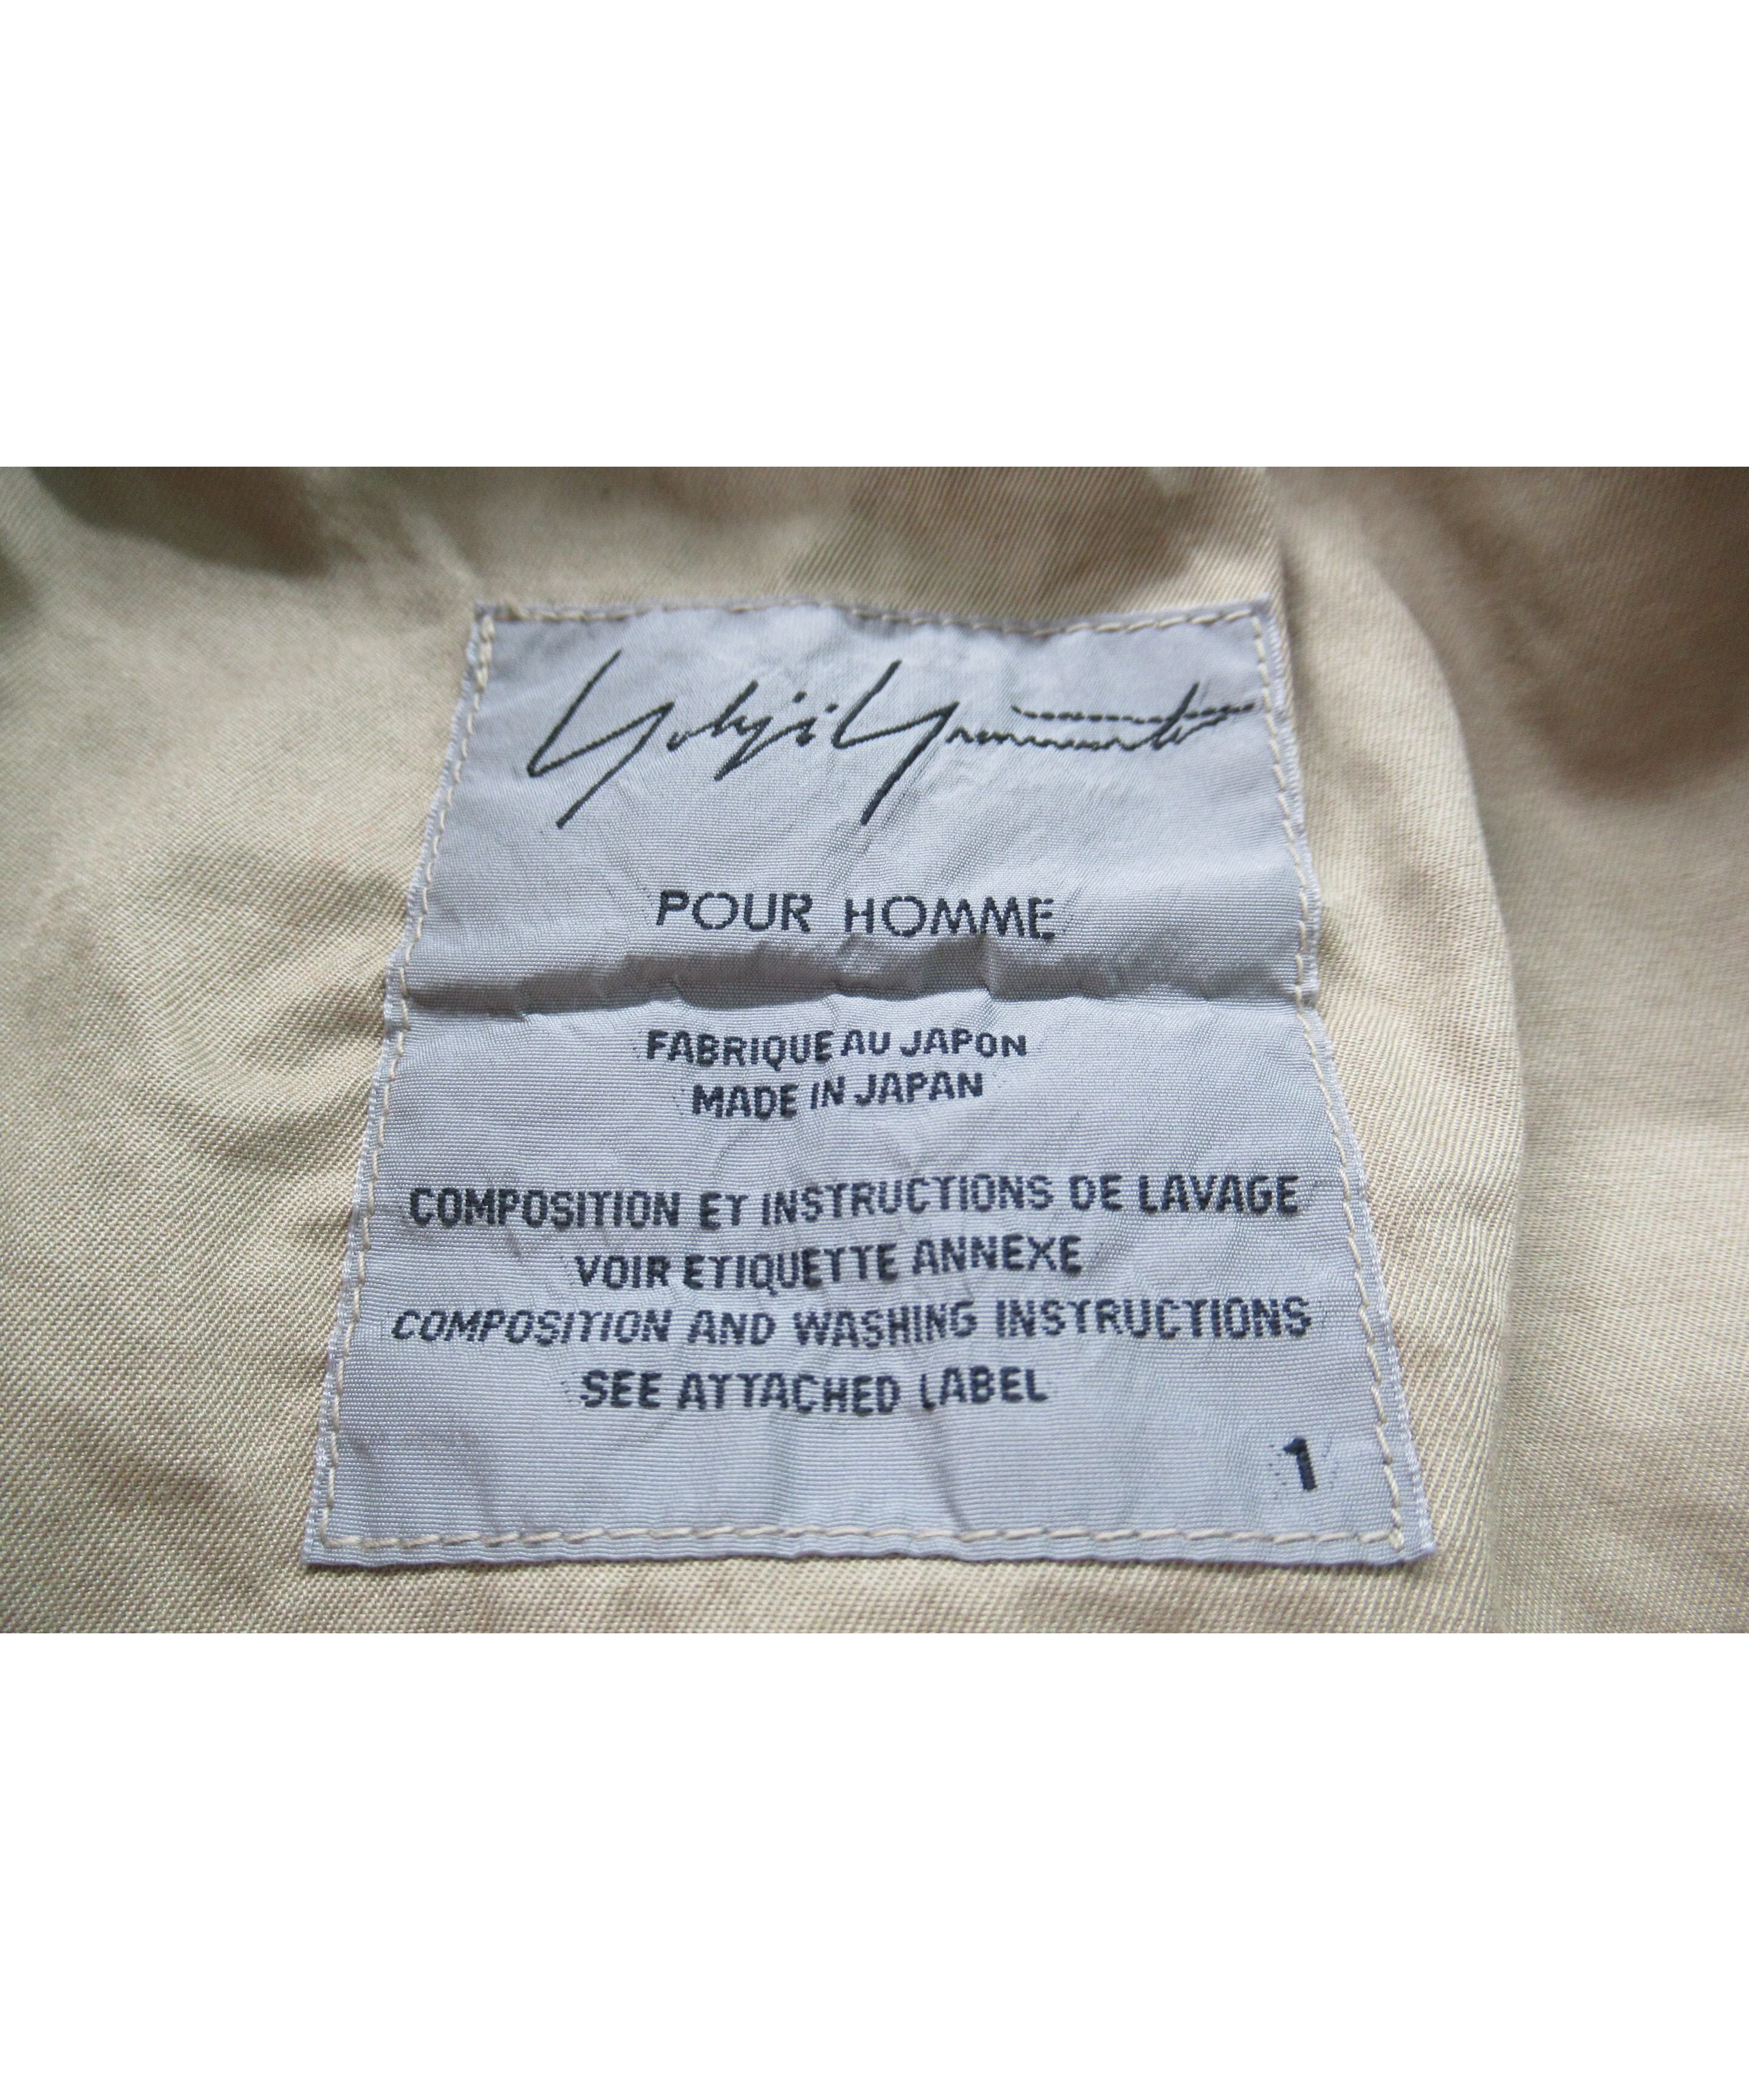 Yohji Yamamoto
POUR HOMME
FABRIQUE AU JAPON
MADE IN JAPAN
COMPOSITION ET INSTRUCTIONS DE LAVAGE
VOIR ETIQUETTE ANNEXE
COMPOSITION AND WASHING INSTRUCTIONS
SEE ATTACHED LABEL
1